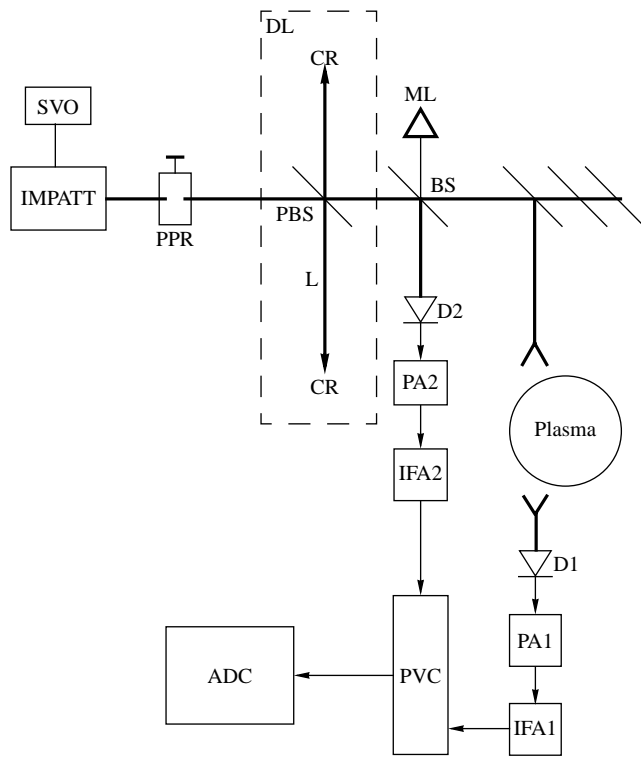 DL
CR
SVO
ML
IMPATT
BS
PBS
PPR
L
D2
CR
PA2
Plasma
IFA2
D1
PA1
ADC
PVC
IFA1